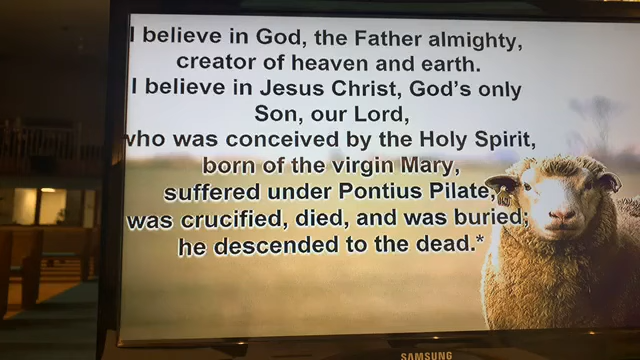 I believe in God, the Father almighty,
creator of heaven and earth.
I believe in Jesus Christ, God's only
Son, our Lord,
who was conceived by the Holy Spirit,
born of the virgin Mary,
suffered under Pontius Pilate,
was crucified, died, and was buried;
he descended to the dead.*
SAMSUNG